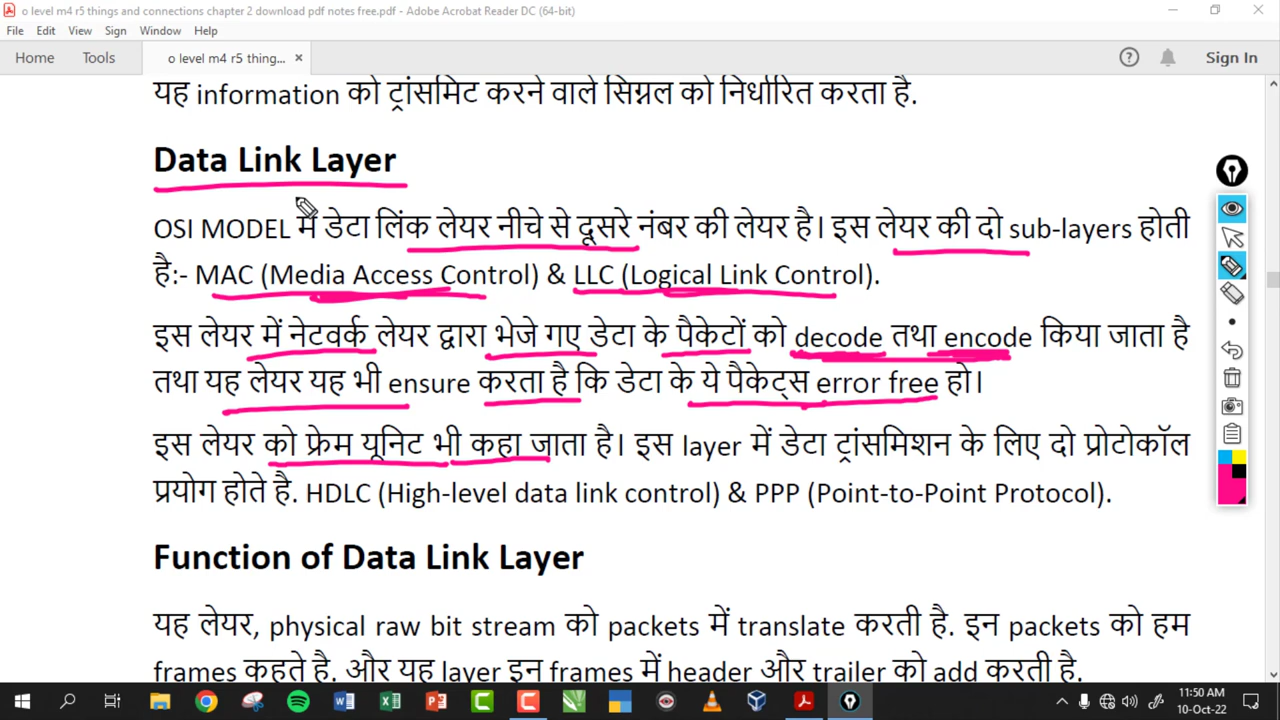 o level m4 r5 things and connections chapter 2 download pdf notes free.pdf - Adobe Acrobat Reader DC (64-bit)
File Edit View Sign Window Help
Home Tools o level m4 r5 thing... × Sign In
यह information को ट्रांसमिट करने वाले सिग्नल को निर्धारित करता है.
Data Link Layer
OSI MODEL में डेटा लिंक लेयर नीचे से दूसरे नंबर की लेयर है। इस लेयर की दो sub-layers होती
है:- MAC (Media Access Control) & LLC (Logical Link Control).
इस लेयर में नेटवर्क लेयर द्वारा भेजे गए डेटा के पैकेटों को decode तथा encode किया जाता है
तथा यह लेयर यह भी ensure करता है कि डेटा के ये पैकेट्स error free हो।
इस लेयर को फ्रेम यूनिट भी कहा जाता है। इस layer में डेटा ट्रांसमिशन के लिए दो प्रोटोकॉल
प्रयोग होते है. HDLC (High-level data link control) & PPP (Point-to-Point Protocol).
Function of Data Link Layer
यह लेयर, physical raw bit stream को packets में translate करती है. इन packets को हम
frames कहते है. और यह layer इन frames में header और trailer को add करती है.
11:50 AM
10-Oct-22